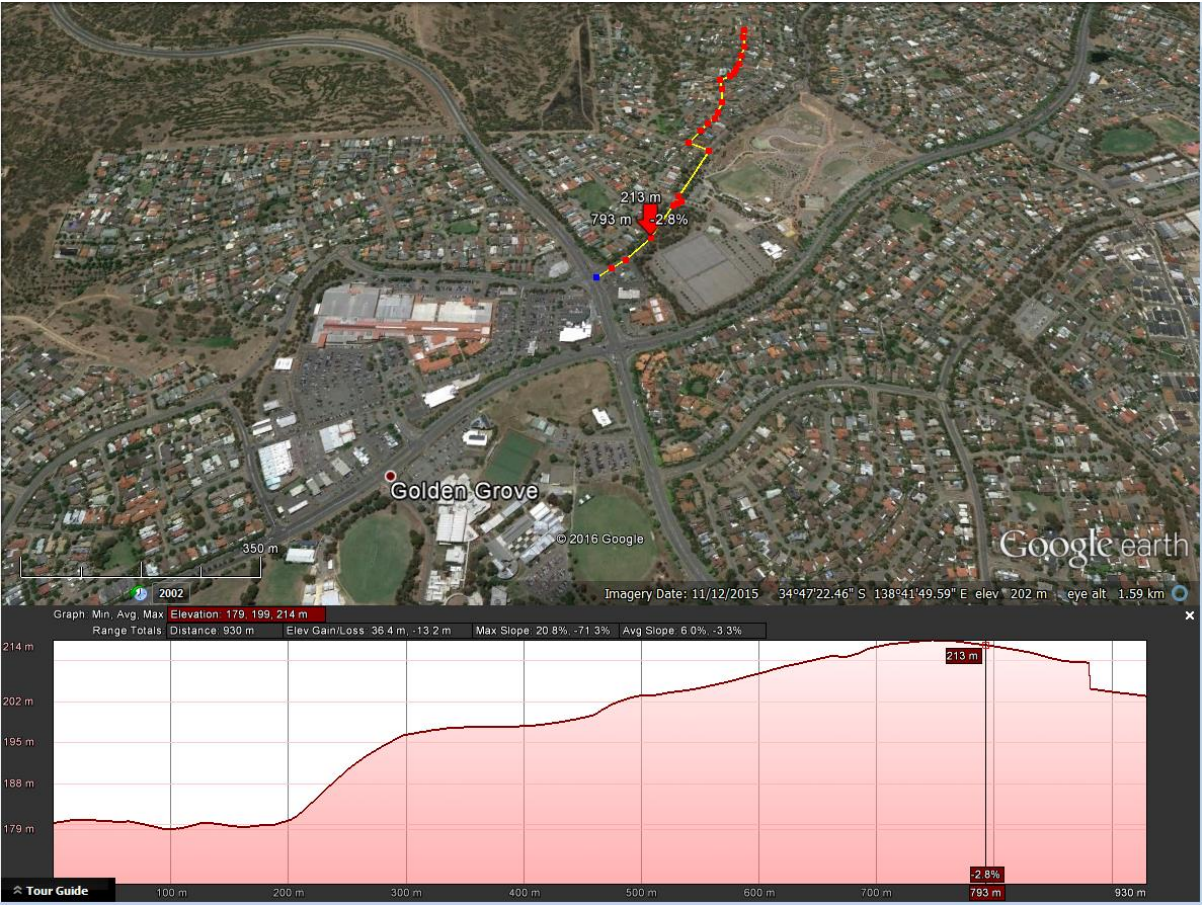 213 m
793 m -2.8%
Golden Grove
© 2016 Google
Google earth
350 m
2002
Imagery Date: 11/12/2015 34°47'22.46" S 138°41'49.59" E elev 202 m eye alt 1.59 km
Graph: Min, Avg, Max Elevation: 179, 199, 214 m
Range Totals: Distance: 930 m Elev Gain/Loss: 36.4 m, -13.2 m Max Slope: 20.8%, -71.3% Avg Slope: 6.0%, -3.3%
214 m
213 m
202 m
195 m
188 m
179 m
-2.8%
Tour Guide 100 m 200 m 300 m 400 m 500 m 600 m 700 m 793 m 930 m